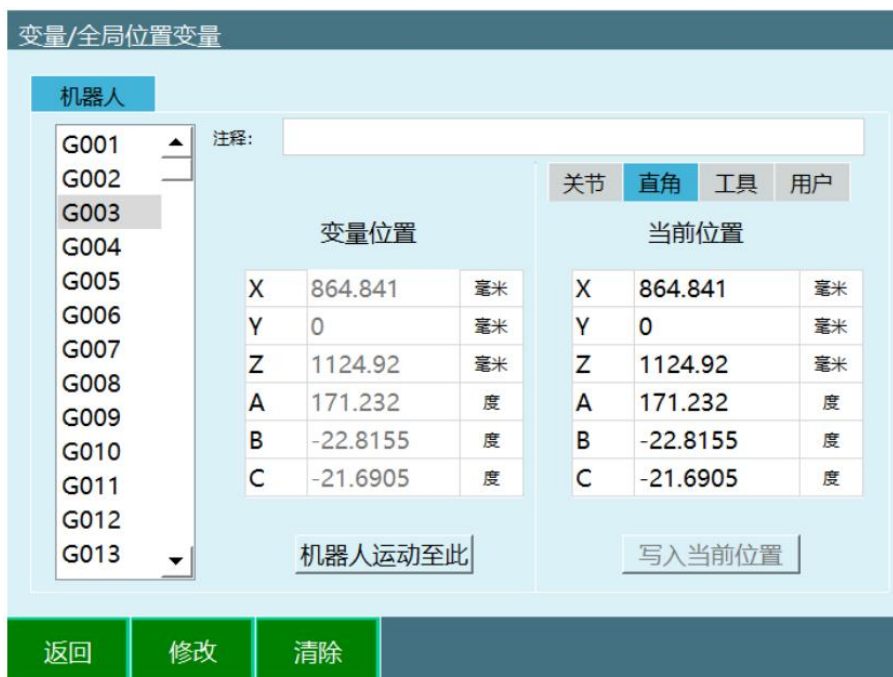 变量/全局位置变量
机器人
G001
G002
G003
G004
G005
G006
G007
G008
G009
G010
G011
G012
G013
注释:
关节 直角 工具 用户
变量位置
X 864.841 毫米
Y 0 毫米
Z 1124.92 毫米
A 171.232 度
B -22.8155 度
C -21.6905 度
机器人运动至此
当前位置
X 864.841 毫米
Y 0 毫米
Z 1124.92 毫米
A 171.232 度
B -22.8155 度
C -21.6905 度
写入当前位置
返回 修改 清除